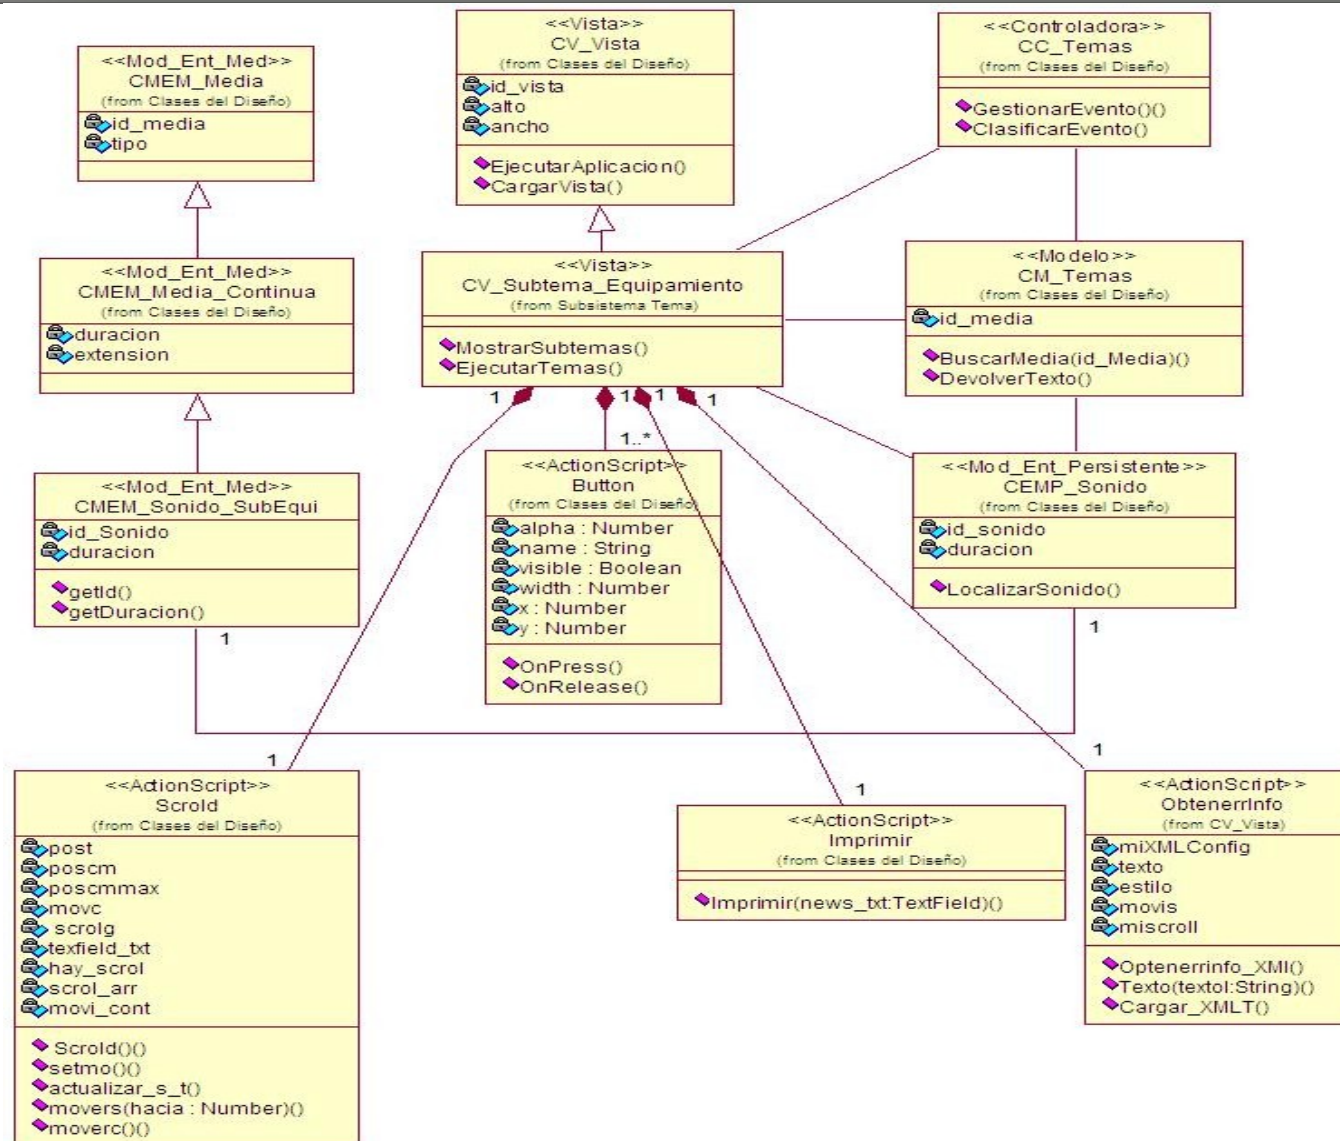 <<Mod_Ent_Med>>
CMEM_Media
(from Clases del Diseño)
id_media
tipo
<<Vista>>
CV_Vista
(from Clases del Diseño)
id_vista
alto
ancho
EjecutarAplicacion()
CargarVista()
<<Controladora>>
CC_Temas
(from Clases del Diseño)
GestionarEvento()()
ClasificarEvento()
<<Mod_Ent_Med>>
CMEM_Media_Continua
(from Clases del Diseño)
duracion
extension
<<Vista>>
CV_Subtema_Equipamiento
(from Subsistema Tema)
MostrarSubtemas()
EjecutarTemas()
<<Modelo>>
CM_Temas
(from Clases del Diseño)
id_media
BuscarMedia(id_Media)()
DevolverTexto()
1
1
1
1
1..*
<<Mod_Ent_Med>>
CMEM_Sonido_SubEqui
(from Clases del Diseño)
id_Sonido
duracion
getId()
getDuracion()
1
<<ActionScript>>
Button
(from Clases del Diseño)
alpha : Number
name : String
visible : Boolean
width : Number
x : Number
y : Number
OnPress()
OnRelease()
<<Mod_Ent_Persistente>>
CEMP_Sonido
(from Clases del Diseño)
id_sonido
duracion
LocalizarSonido()
1
1
<<ActionScript>>
Scrold
(from Clases del Diseño)
post
poscm
poscmmax
movc
scrolg
texfield_txt
hay_scrol
scrol_arr
movi_cont
Scrold()()
setmo()()
actualizar_s_t()
movers(hacia : Number)()
moverc()()
1
<<ActionScript>>
Imprimir
(from Clases del Diseño)
Imprimir(news_txt:TextField)()
1
<<ActionScript>>
ObtenerrInfo
(from CV_Vista)
miXMLConfig
texto
estilo
movis
miscroll
Optenerrinfo_XMl()
Texto(textol:String)()
Cargar_XMLT()